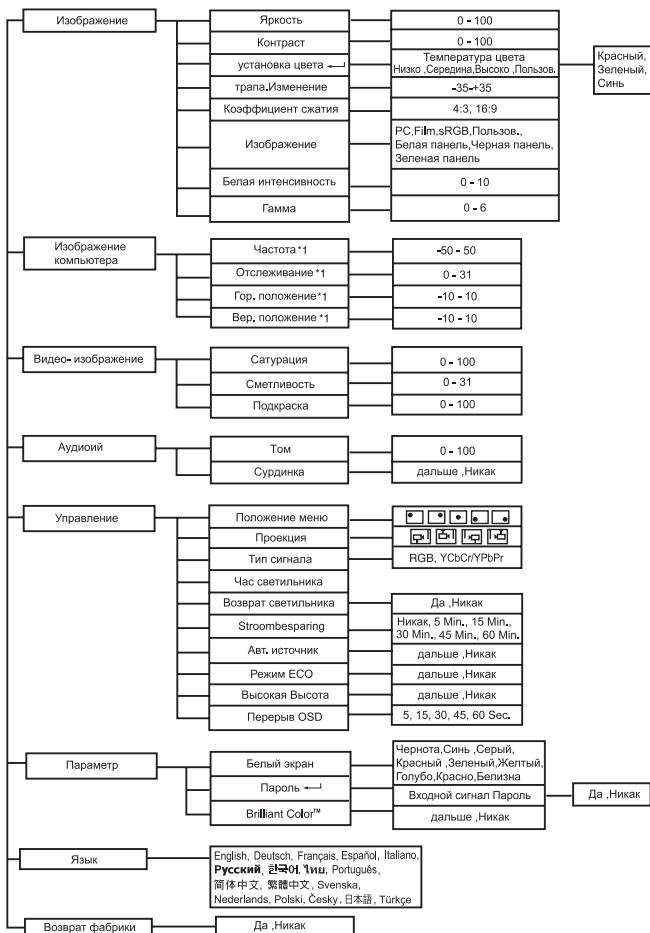 Изображение
Яркость
0 - 100
Контраст
0 - 100
установка цвета
Температура цвета
Низко ,Середина,Высоко ,Пользов.
Красный,
Зеленый,
Синь
трапа.Изменение
-35-+35
Коэффициент сжатия
4:3, 16:9
Изображение
PC,Film,sRGB,Пользов.,
Белая панель,Черная панель,
Зеленая панель
Белая интенсивность
0 - 10
Гамма
0 - 6
Изображение
компьютера
Частота*1
-50 - 50
Отслеживание*1
0 - 31
Гор. положение*1
-10 - 10
Вер. положение *1
-10 - 10
Видео- изображение
Сатурация
0 - 100
Сметливость
0 - 31
Подкраска
0 - 100
Аудиоий
Том
0 - 100
Сурдинка
дальше ,Никак
Управление
Положение меню
Проекция
Тип сигнала
RGB, YCbCr/YPbPr
Час светильника
Возврат светильника
Да ,Никак
Stroombesparing
Никак, 5 Min., 15 Min.,
30 Min., 45 Min., 60 Min.
Авт. источник
дальше ,Никак
Режим ECO
дальше ,Никак
Высокая Высота
дальше ,Никак
Перерыв OSD
5, 15, 30, 45, 60 Sec.
Параметр
Белый экран
Чернота,Синь ,Серый,
Красный ,Зеленый,Желтый,
Голубо,Красно,Белизна
Пароль
Входной сигнал Пароль
Да ,Никак
Brilliant Color™
дальше ,Никак
Язык
English, Deutsch, Français, Español, Italiano,
Русский, 한국어, ไทย, Português,
简体中文, 繁體中文, Svenska,
Nederlands, Polski, Česky, 日本語, Türkçe
Возврат фабрики
Да ,Никак